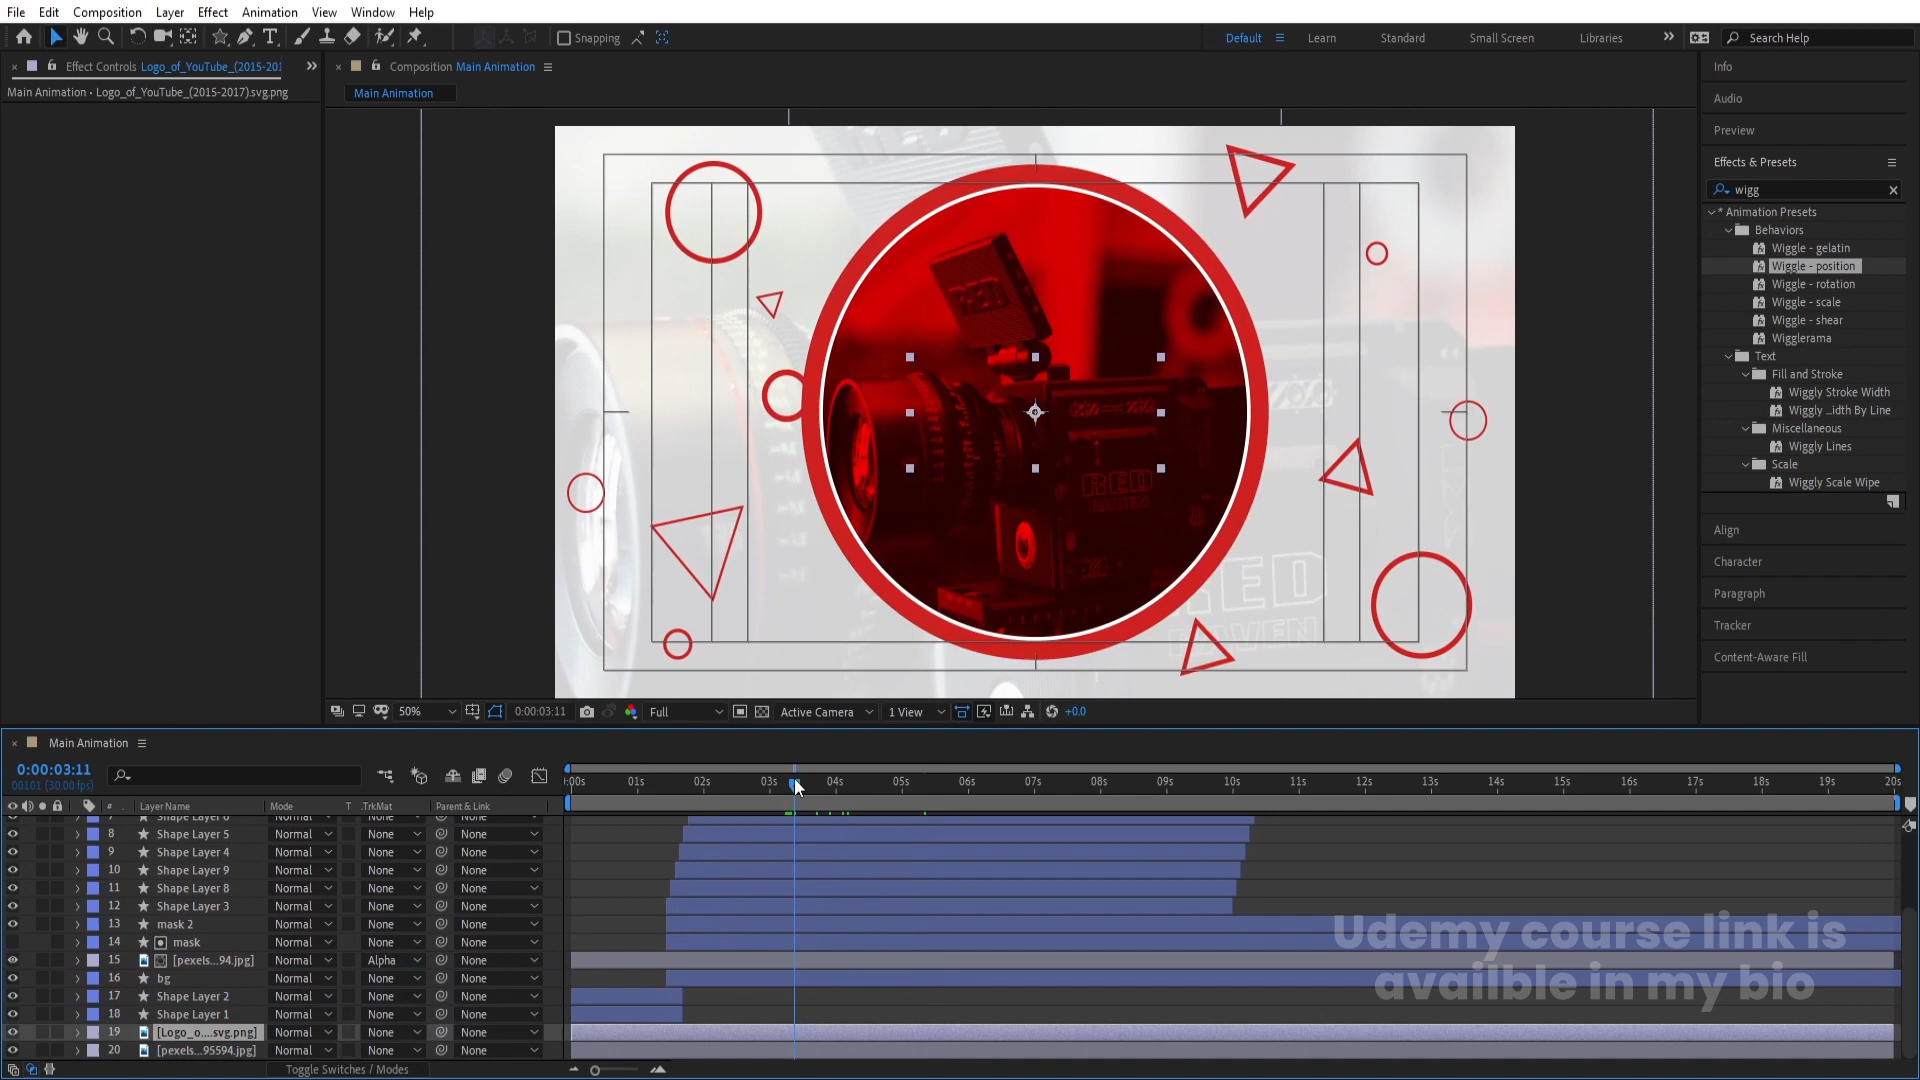 File Edit Composition Layer Effect Animation View Window Help
Snapping
Default Learn Standard Small Screen Libraries Search Help
Effect Controls Logo_of_YouTube_(2015-201
Main Animation • Logo_of_YouTube_(2015-2017).svg.png
Composition Main Animation
Main Animation
RED
RED
RED
RAVEN
50% 0:00:03:11 Full Active Camera 1 View +0.0
Info
Audio
Preview
Effects & Presets
wigg
* Animation Presets
Behaviors
Wiggle - gelatin
Wiggle - position
Wiggle - rotation
Wiggle - scale
Wiggle - shear
Wigglerama
Text
Fill and Stroke
Wiggly Stroke Width
Wiggly ...idth By Line
Miscellaneous
Wiggly Lines
Scale
Wiggly Scale Wipe
Align
Character
Paragraph
Tracker
Content-Aware Fill
Main Animation
0:00:03:11
00101 (30.00 fps)
:00s 01s 02s 03s 04s 05s 06s 07s 08s 09s 10s 11s 12s 13s 14s 15s 16s 17s 18s 19s 20s
# Layer Name Mode T .TrkMat Parent & Link
Shape Layer 6 Normal None None
8 Shape Layer 5 Normal None None
9 Shape Layer 4 Normal None None
10 Shape Layer 9 Normal None None
11 Shape Layer 8 Normal None None
12 Shape Layer 3 Normal None None
13 mask 2 Normal None None
14 mask Normal None None
15 [pexels...94.jpg] Normal Alpha None
16 bg Normal None None
17 Shape Layer 2 Normal None None
18 Shape Layer 1 Normal None None
19 [Logo_o....svg.png] Normal None None
20 [pexels...95594.jpg] Normal None None
Toggle Switches / Modes
Udemy course link is
availble in my bio